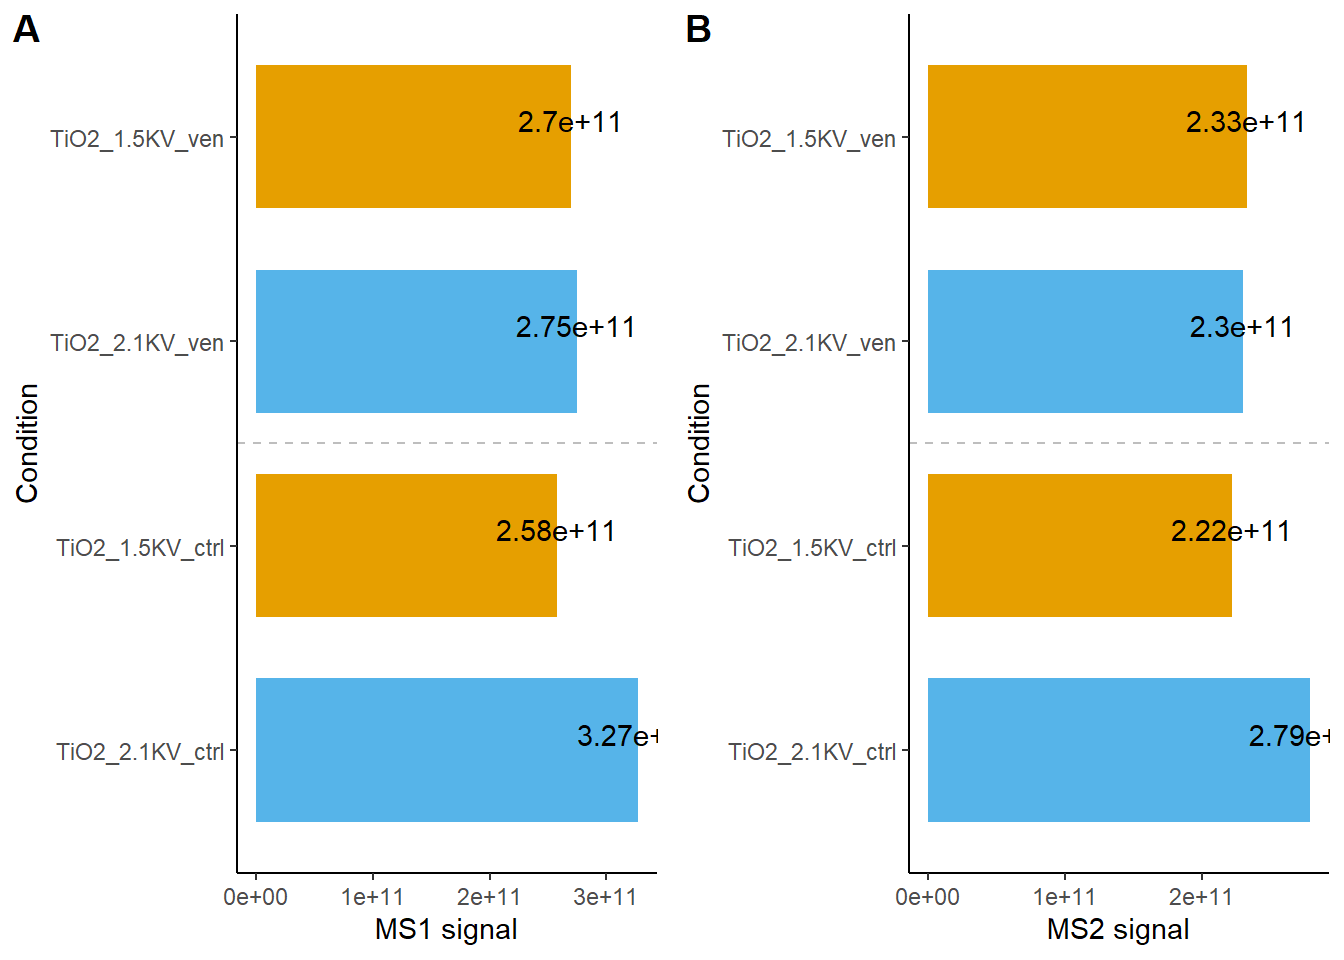 A
Condition
TiO2_1.5KV_ven
2.7e+11
TiO2_2.1KV_ven
2.75e+11
TiO2_1.5KV_ctrl
2.58e+11
TiO2_2.1KV_ctrl
3.27e+
0e+00 1e+11 2e+11 3e+11
MS1 signal
B
Condition
TiO2_1.5KV_ven
2.33e+11
TiO2_2.1KV_ven
2.3e+11
TiO2_1.5KV_ctrl
2.22e+11
TiO2_2.1KV_ctrl
2.79e+
0e+00 1e+11 2e+11
MS2 signal